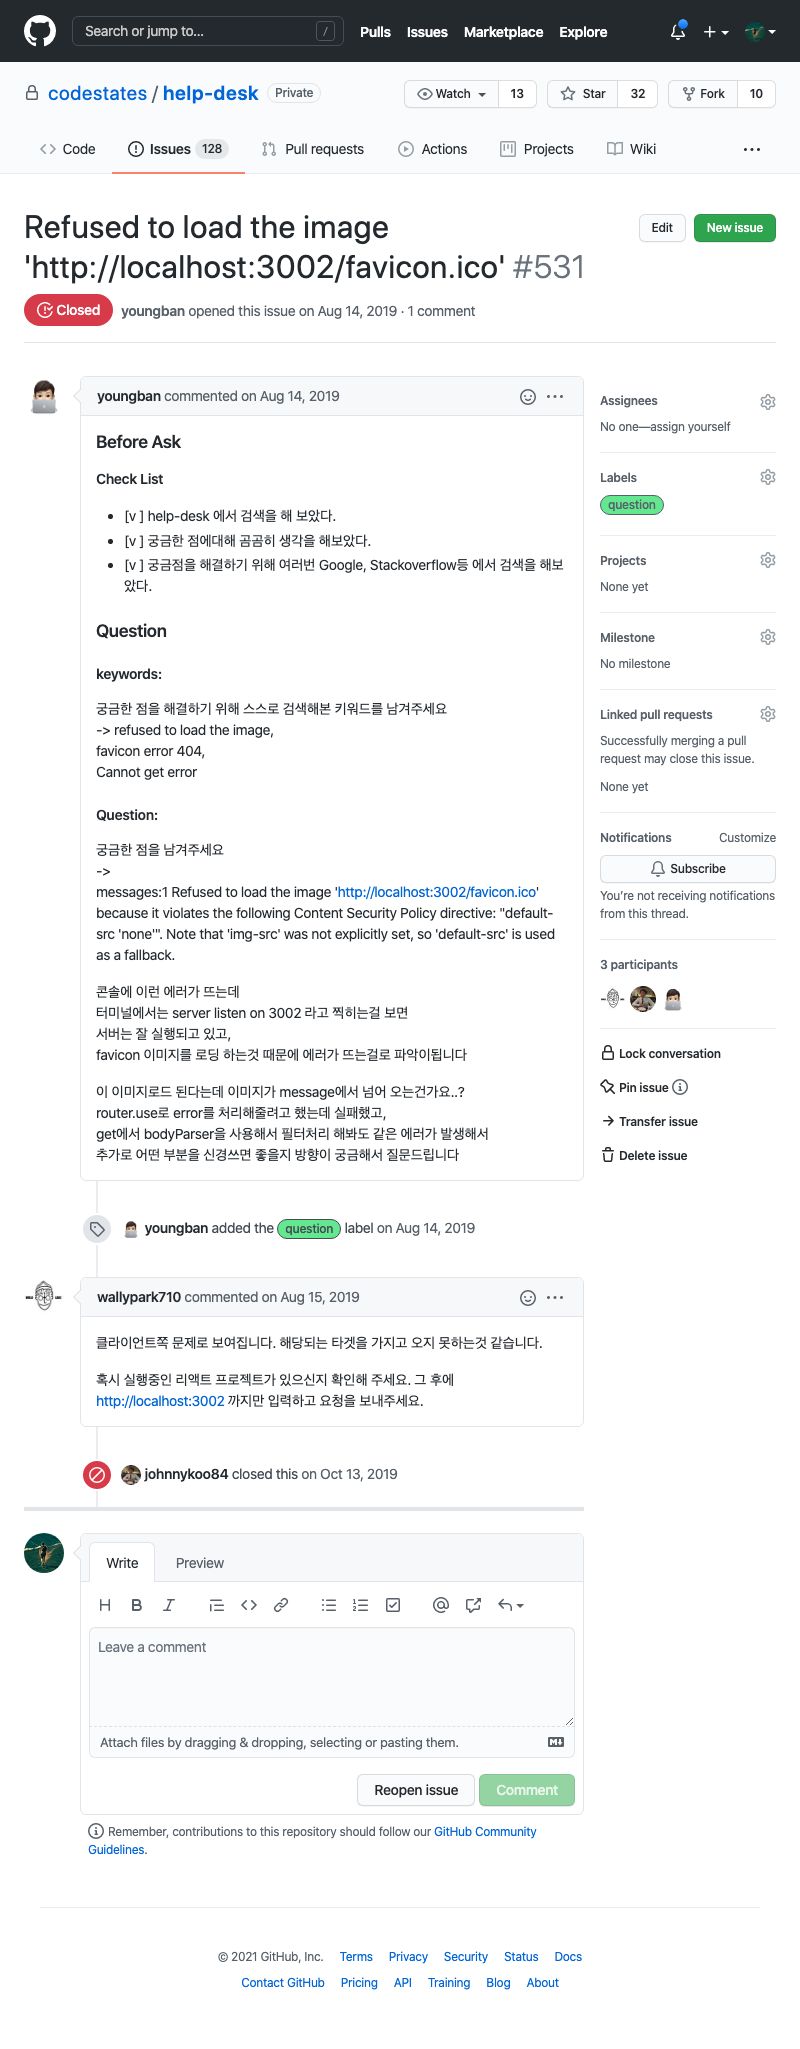 Search or jump to...
/
Pulls
Issues
Marketplace
Explore
codestates / help-desk
Private
Watch
13
Star
32
Fork
10
Code
Issues 128
Pull requests
Actions
Projects
Wiki
Refused to load the image
'http://localhost:3002/favicon.ico' #531
Edit
New issue
Closed
youngban opened this issue on Aug 14, 2019 · 1 comment
youngban commented on Aug 14, 2019
Before Ask
Check List
• [v ] help-desk 에서 검색을 해 보았다.
• [v ] 궁금한 점에대해 곰곰히 생각을 해보았다.
• [v ] 궁금점을 해결하기 위해 여러번 Google, Stackoverflow등 에서 검색을 해보
았다.
Question
keywords:
궁금한 점을 해결하기 위해 스스로 검색해본 키워드를 남겨주세요
-> refused to load the image,
favicon error 404,
Cannot get error
Question:
궁금한 점을 남겨주세요
->
messages:1 Refused to load the image 'http://localhost:3002/favicon.ico'
because it violates the following Content Security Policy directive: "default-
src 'none'". Note that 'img-src' was not explicitly set, so 'default-src' is used
as a fallback.
콘솔에 이런 에러가 뜨는데
터미널에서는 server listen on 3002 라고 찍히는걸 보면
서버는 잘 실행되고 있고,
favicon 이미지를 로딩 하는것 때문에 에러가 뜨는걸로 파악이됩니다
이 이미지로드 된다는데 이미지가 message에서 넘어 오는건가요..?
router.use로 error를 처리해줄려고 했는데 실패했고,
get에서 bodyParser을 사용해서 필터처리 해봐도 같은 에러가 발생해서
추가로 어떤 부분을 신경쓰면 좋을지 방향이 궁금해서 질문드립니다
youngban added the question label on Aug 14, 2019
wallypark710 commented on Aug 15, 2019
클라이언트쪽 문제로 보여집니다. 해당되는 타겟을 가지고 오지 못하는것 같습니다.
혹시 실행중인 리액트 프로젝트가 있으신지 확인해 주세요. 그 후에
http://localhost:3002 까지만 입력하고 요청을 보내주세요.
johnnykoo84 closed this on Oct 13, 2019
Assignees
No one—assign yourself
Labels
question
Projects
None yet
Milestone
No milestone
Linked pull requests
Successfully merging a pull
request may close this issue.
None yet
Notifications
Customize
Subscribe
You're not receiving notifications
from this thread.
3 participants
Lock conversation
Pin issue
Transfer issue
Delete issue
Write
Preview
H B I
Leave a comment
Attach files by dragging & dropping, selecting or pasting them.
Reopen issue
Comment
Remember, contributions to this repository should follow our GitHub Community
Guidelines.
© 2021 GitHub, Inc.
Terms
Privacy
Security
Status
Docs
Contact GitHub
Pricing
API
Training
Blog
About